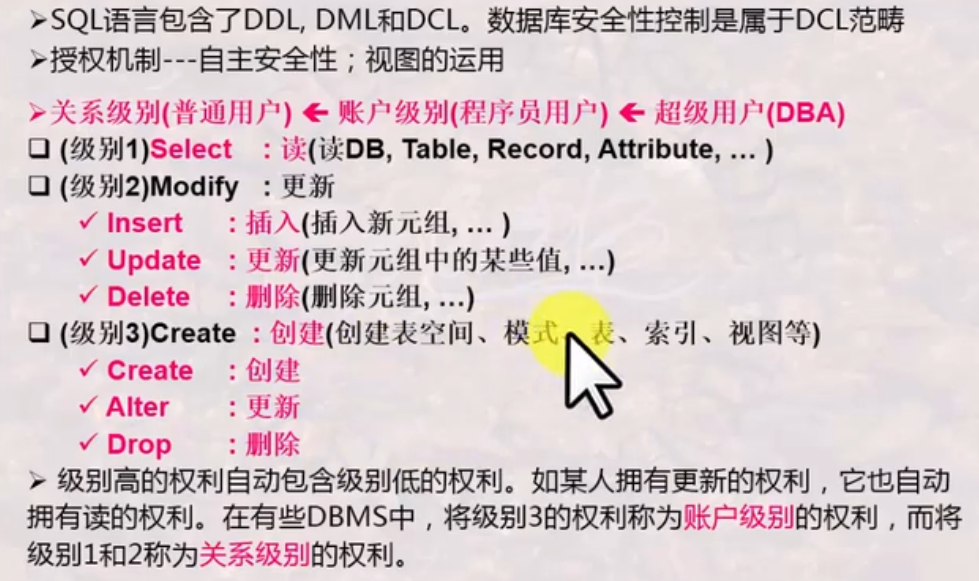 ➢SQL语言包含了DDL, DML和DCL。数据库安全性控制是属于DCL范畴
➢授权机制---自主安全性；视图的运用
➢关系级别(普通用户) ← 账户级别(程序员用户) ← 超级用户(DBA)
❑ (级别1)Select ：读(读DB, Table, Record, Attribute, … )
❑ (级别2)Modify ：更新
✓ Insert ：插入(插入新元组, … )
✓ Update ：更新(更新元组中的某些值, …)
✓ Delete ：删除(删除元组, …)
❑ (级别3)Create ：创建(创建表空间、模式、表、索引、视图等)
✓ Create ：创建
✓ Alter ：更新
✓ Drop ：删除
➢ 级别高的权利自动包含级别低的权利。如某人拥有更新的权利，它也自动
拥有读的权利。在有些DBMS中，将级别3的权利称为账户级别的权利，而将
级别1和2称为关系级别的权利。